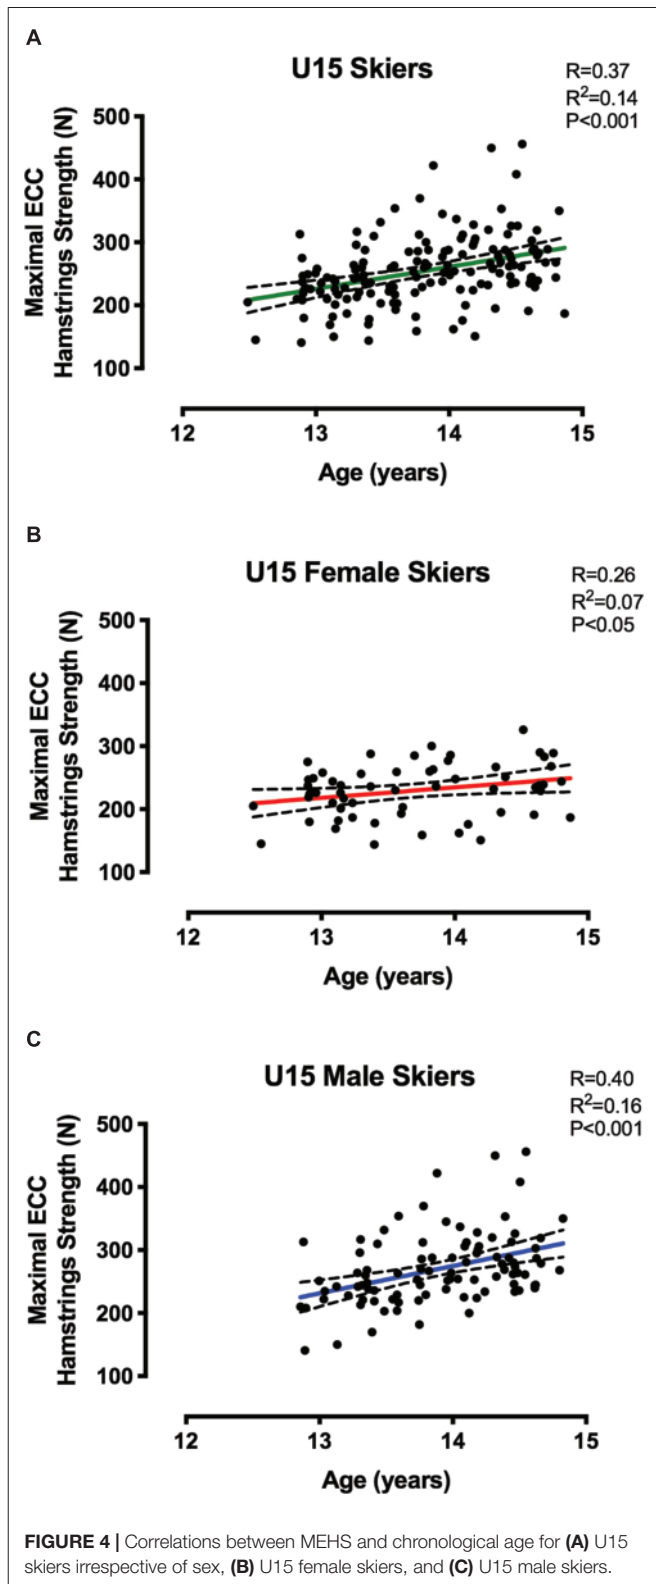 A
U15 Skiers
R=0.37
R²=0.14
P<0.001
Maximal ECC
Hamstrings Strength (N)
500
400
300
200
100
12 13 14 15
Age (years)
B
U15 Female Skiers
R=0.26
R²=0.07
P<0.05
Maximal ECC
Hamstrings Strength (N)
500
400
300
200
100
12 13 14 15
Age (years)
C
U15 Male Skiers
R=0.40
R²=0.16
P<0.001
Maximal ECC
Hamstrings Strength (N)
500
400
300
200
100
12 13 14 15
Age (years)
FIGURE 4 | Correlations between MEHS and chronological age for (A) U15
skiers irrespective of sex, (B) U15 female skiers, and (C) U15 male skiers.